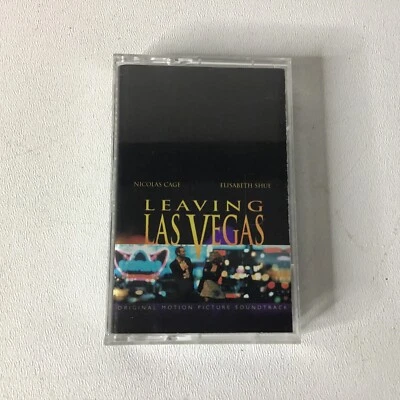 NICOLAS CAGE ELISABETH SHUE
LEAVING
LAS VEGAS
ORIGINAL MOTION PICTURE SOUNDTRACK